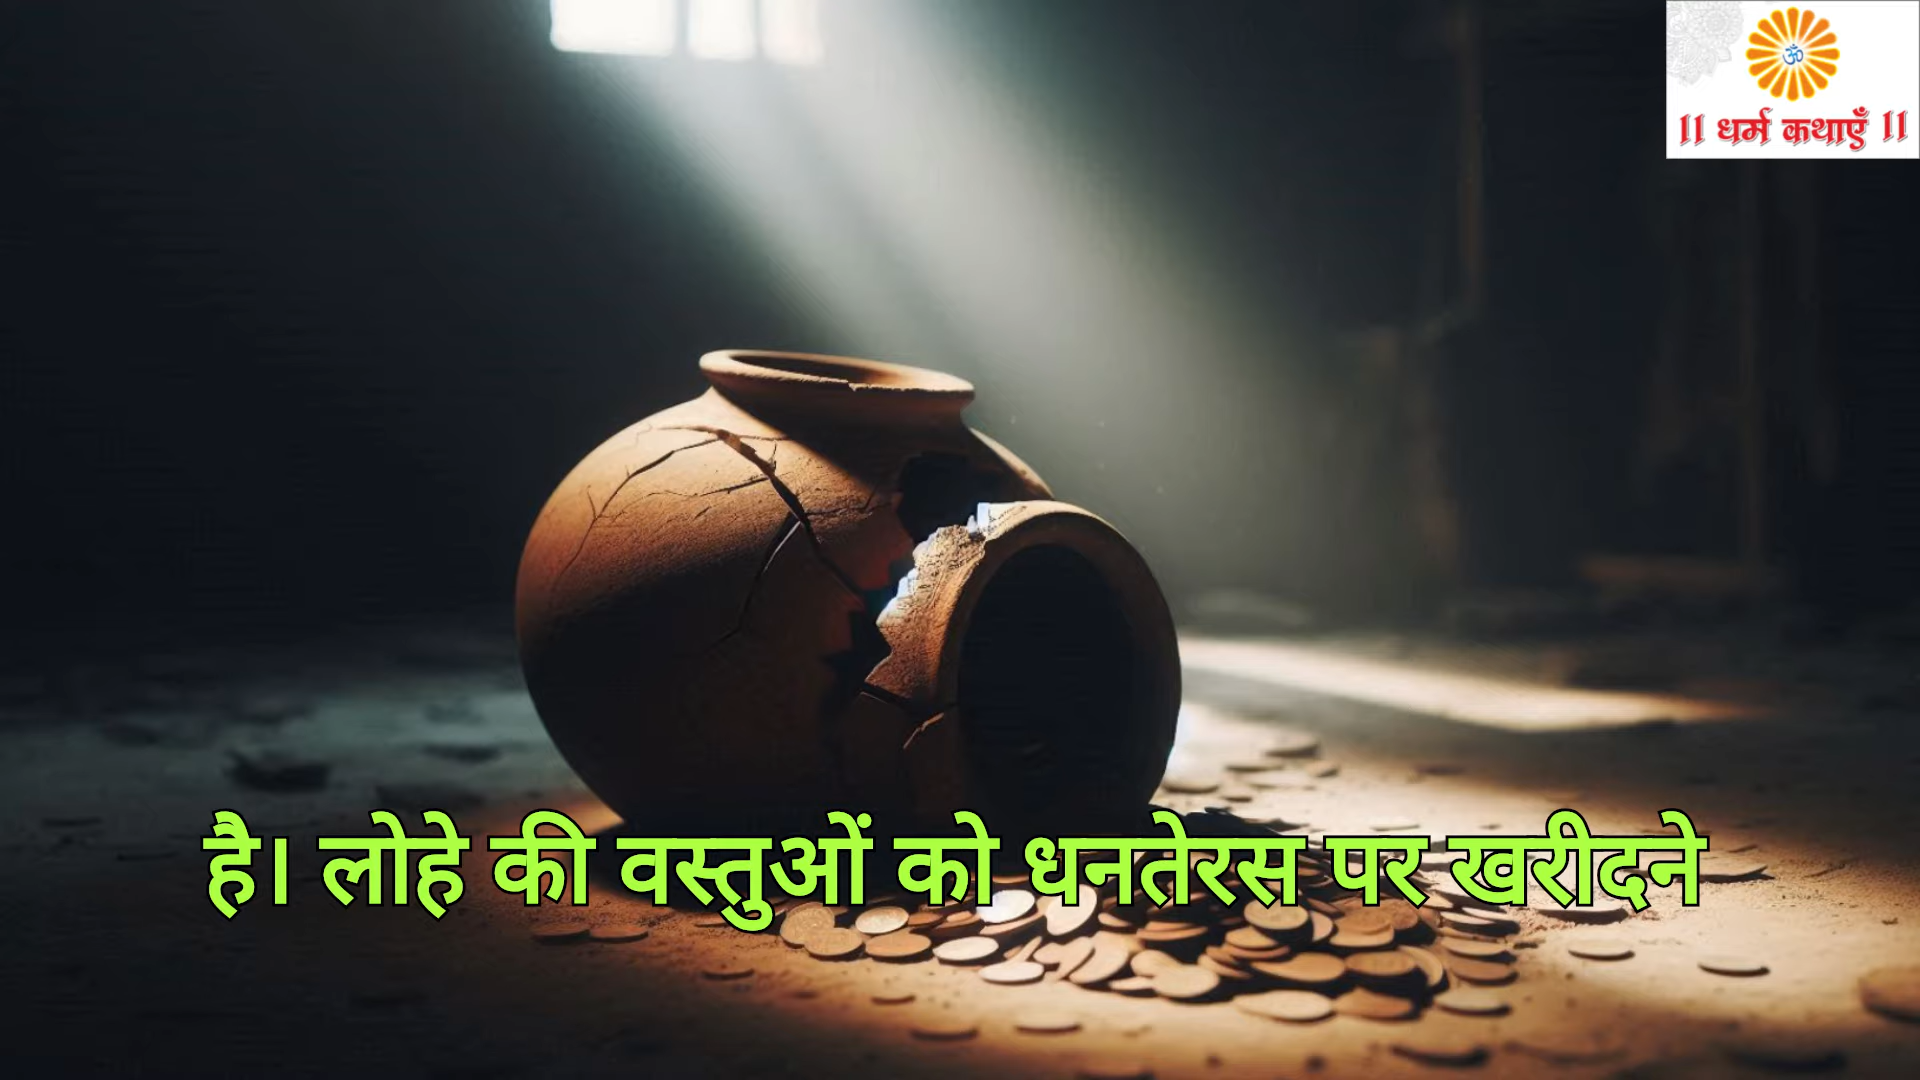 ॐ
।। धर्म कथाएँ ।।
है। लोहे की वस्तुओं को धनतेरस पर खरीदने